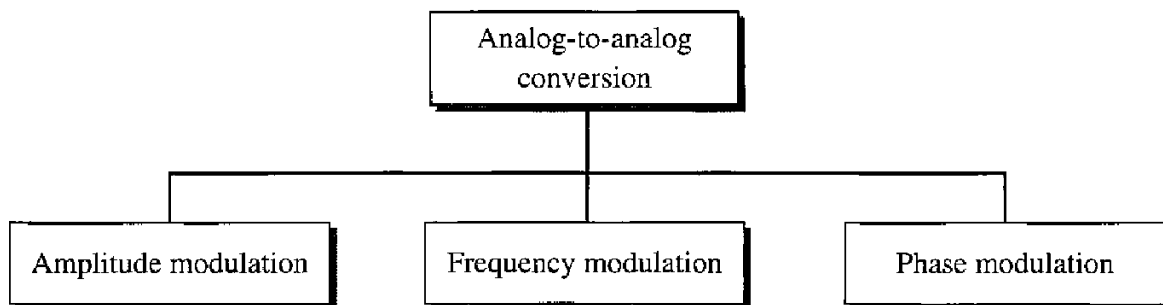 Analog-to-analog
conversion
Amplitude modulation
Frequency modulation
Phase modulation